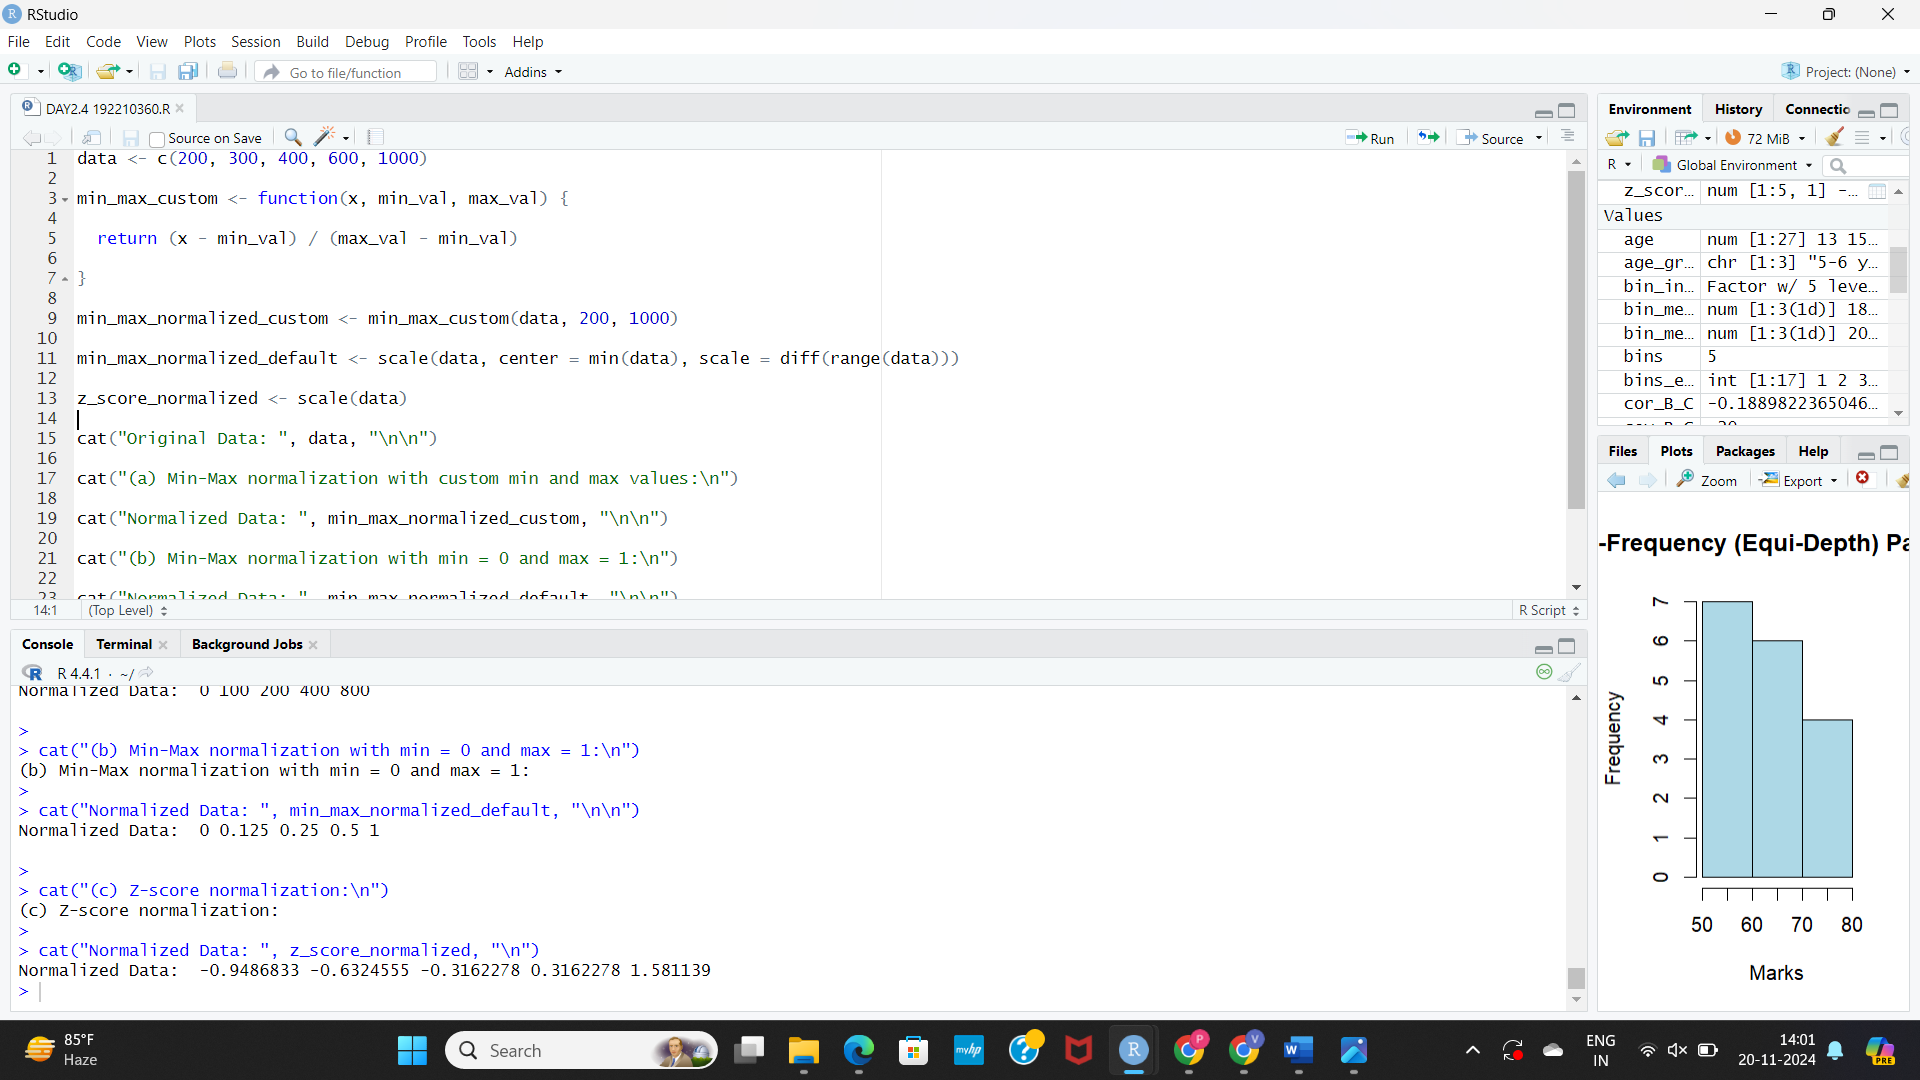 RStudio
File Edit Code View Plots Session Build Debug Profile Tools Help
Go to file/function Addins Project: (None)
DAY2.4 192210360.R
Source on Save Run Source
1 data <- c(200, 300, 400, 600, 1000)
2
3 min_max_custom <- function(x, min_val, max_val) {
4
5 return (x - min_val) / (max_val - min_val)
6
7 }
8
9 min_max_normalized_custom <- min_max_custom(data, 200, 1000)
10
11 min_max_normalized_default <- scale(data, center = min(data), scale = diff(range(data)))
12
13 z_score_normalized <- scale(data)
14
15 cat("Original Data: ", data, "\n\n")
16
17 cat("(a) Min-Max normalization with custom min and max values:\n")
18
19 cat("Normalized Data: ", min_max_normalized_custom, "\n\n")
20
21 cat("(b) Min-Max normalization with min = 0 and max = 1:\n")
22
23 cat("Normalized Data: ", min_max_normalized_default, "\n\n")
14:1 (Top Level) R Script
Console Terminal Background Jobs
R 4.4.1 · ~/
Normalized Data: 0 100 200 400 800
>
> cat("(b) Min-Max normalization with min = 0 and max = 1:\n")
(b) Min-Max normalization with min = 0 and max = 1:
>
> cat("Normalized Data: ", min_max_normalized_default, "\n\n")
Normalized Data: 0 0.125 0.25 0.5 1
>
> cat("(c) Z-score normalization:\n")
(c) Z-score normalization:
>
> cat("Normalized Data: ", z_score_normalized, "\n")
Normalized Data: -0.9486833 -0.6324555 -0.3162278 0.3162278 1.581139
>
Environment History Connectio
72 MiB
R Global Environment
z_scor… num [1:5, 1] -…
Values
age num [1:27] 13 15…
age_gr… chr [1:3] "5-6 y…
bin_in… Factor w/ 5 leve…
bin_me… num [1:3(1d)] 18…
bin_me… num [1:3(1d)] 20…
bins 5
bins_e… int [1:17] 1 2 3…
cor_B_C -0.1889822365046…
Files Plots Packages Help
Zoom Export
-Frequency (Equi-Depth) Pa
Frequency
7
6
5
4
3
2
1
0
50 60 70 80
Marks
85°F
Haze
Search
myhp
P
V
ENG
IN
14:01
20-11-2024
PRE